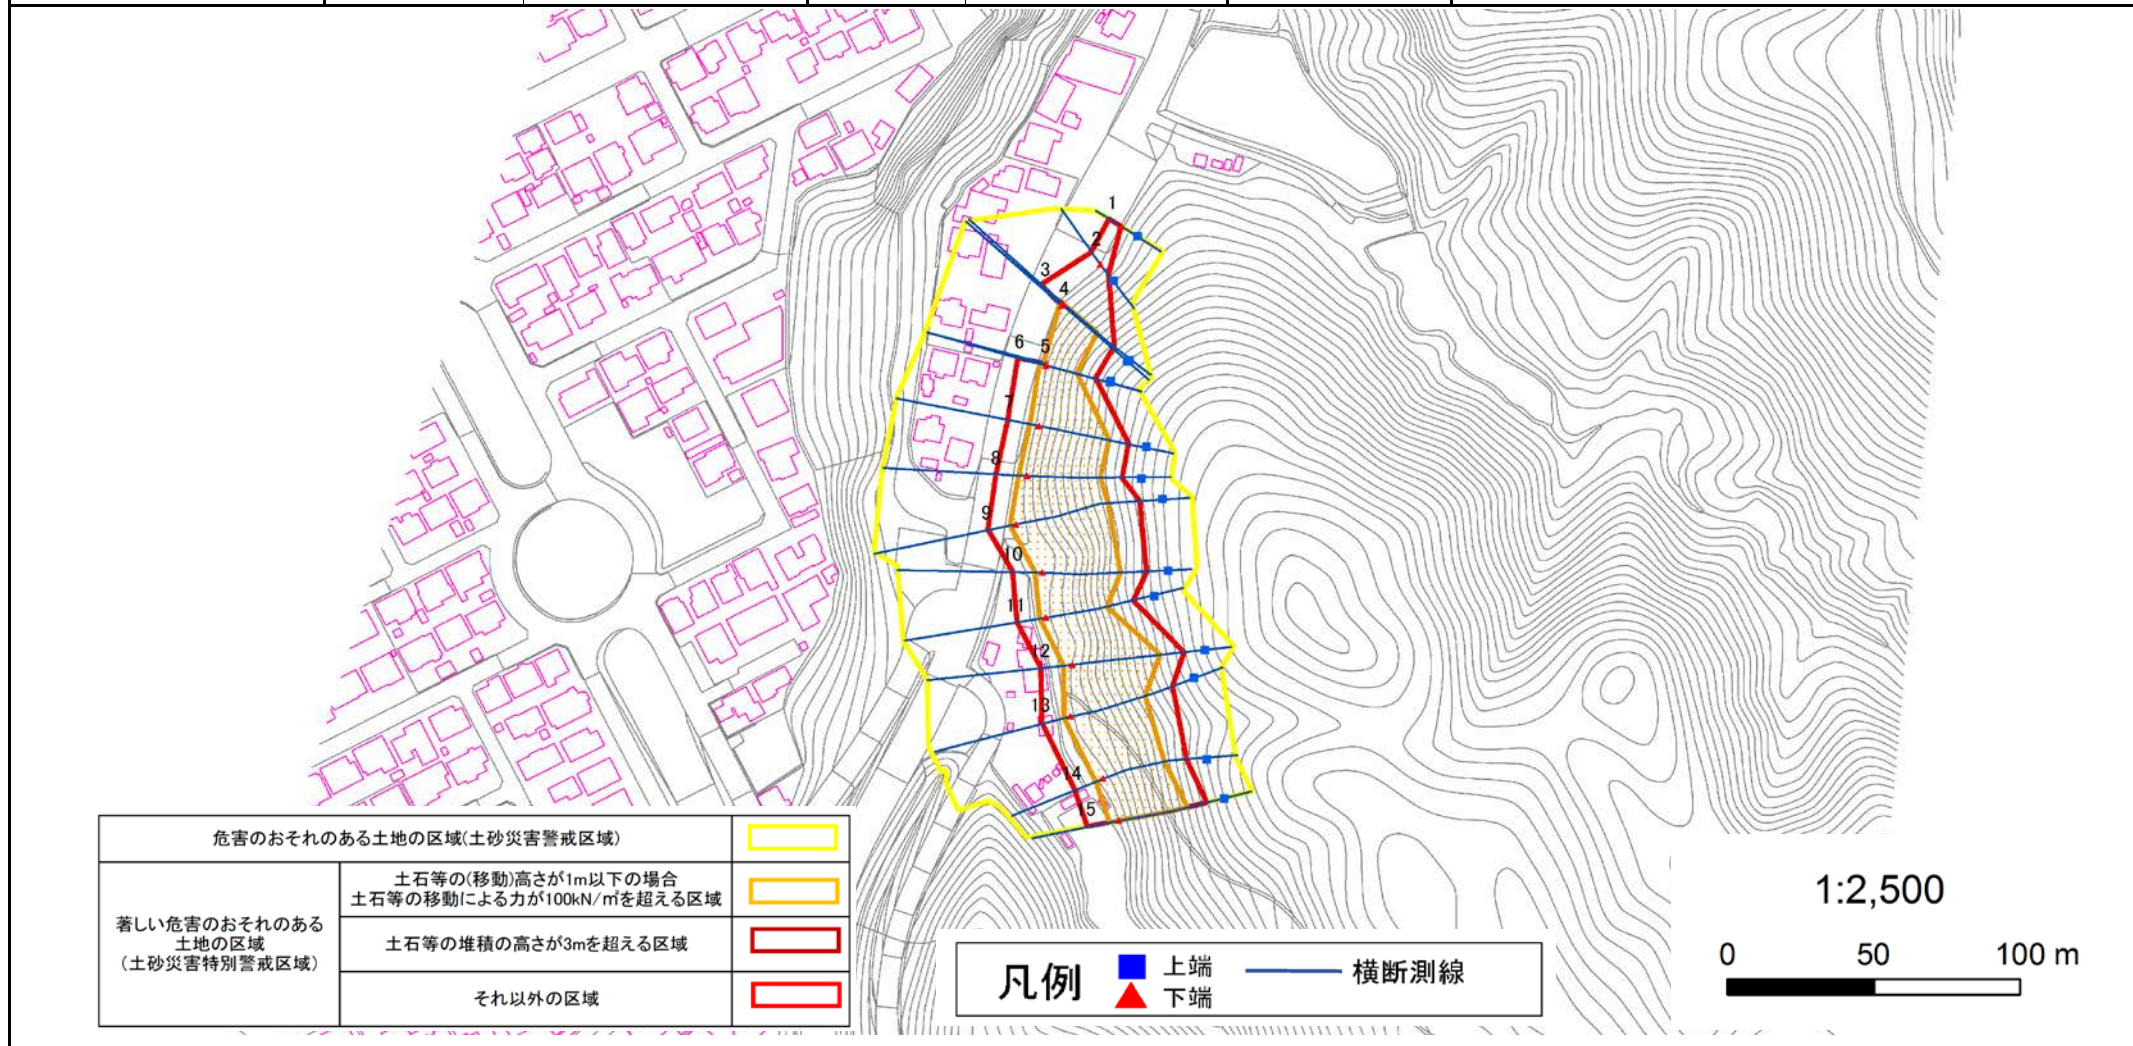 1
2
3
4
5
6
7
8
9
10
11
12
13
14
15
危害のおそれのある土地の区域(土砂災害警戒区域)
著しい危害のおそれのある
土地の区域
(土砂災害特別警戒区域)
土石等の(移動)高さが1m以下の場合
土石等の移動による力が100kN/㎡を超える区域
土石等の堆積の高さが3mを超える区域
それ以外の区域
凡例
上端
下端
横断測線
1:2,500
0 50 100 m